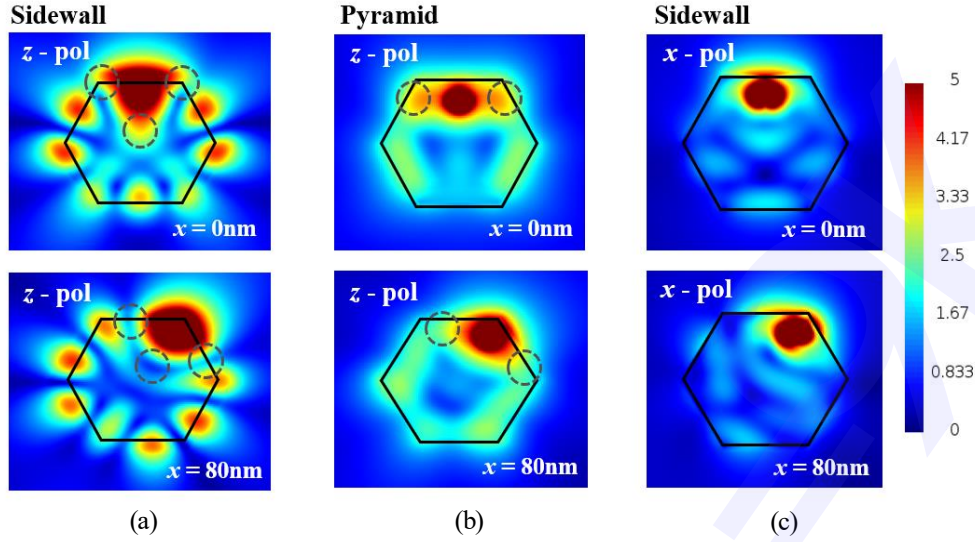 Sidewall Pyramid Sidewall
z - pol z - pol x - pol
5
4.17
3.33
2.5
1.67
0.833
0
x = 0nm x = 0nm x = 0nm
z - pol z - pol x - pol
x = 80nm x = 80nm x = 80nm
(a) (b) (c)